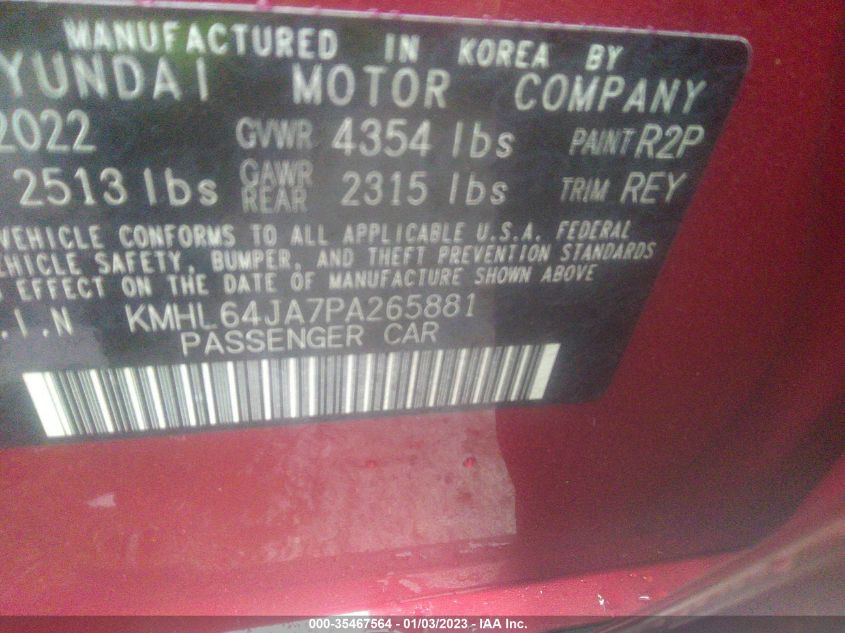 MANUFACTURED IN KOREA BY
YUNDAI MOTOR COMPANY
2022 GVWR 4354 lbs PAINT R2P
2513 lbs GAWR REAR 2315 lbs TRIM REY
VEHICLE CONFORMS TO ALL APPLICABLE U.S.A. FEDERAL
EHICLE SAFETY, BUMPER, AND THEFT PREVENTION STANDARDS
EFFECT ON THE DATE OF MANUFACTURE SHOWN ABOVE
.I.N KMHL64JA7PA265881
PASSENGER CAR
000-35467564 - 01/03/2023 - IAA Inc.